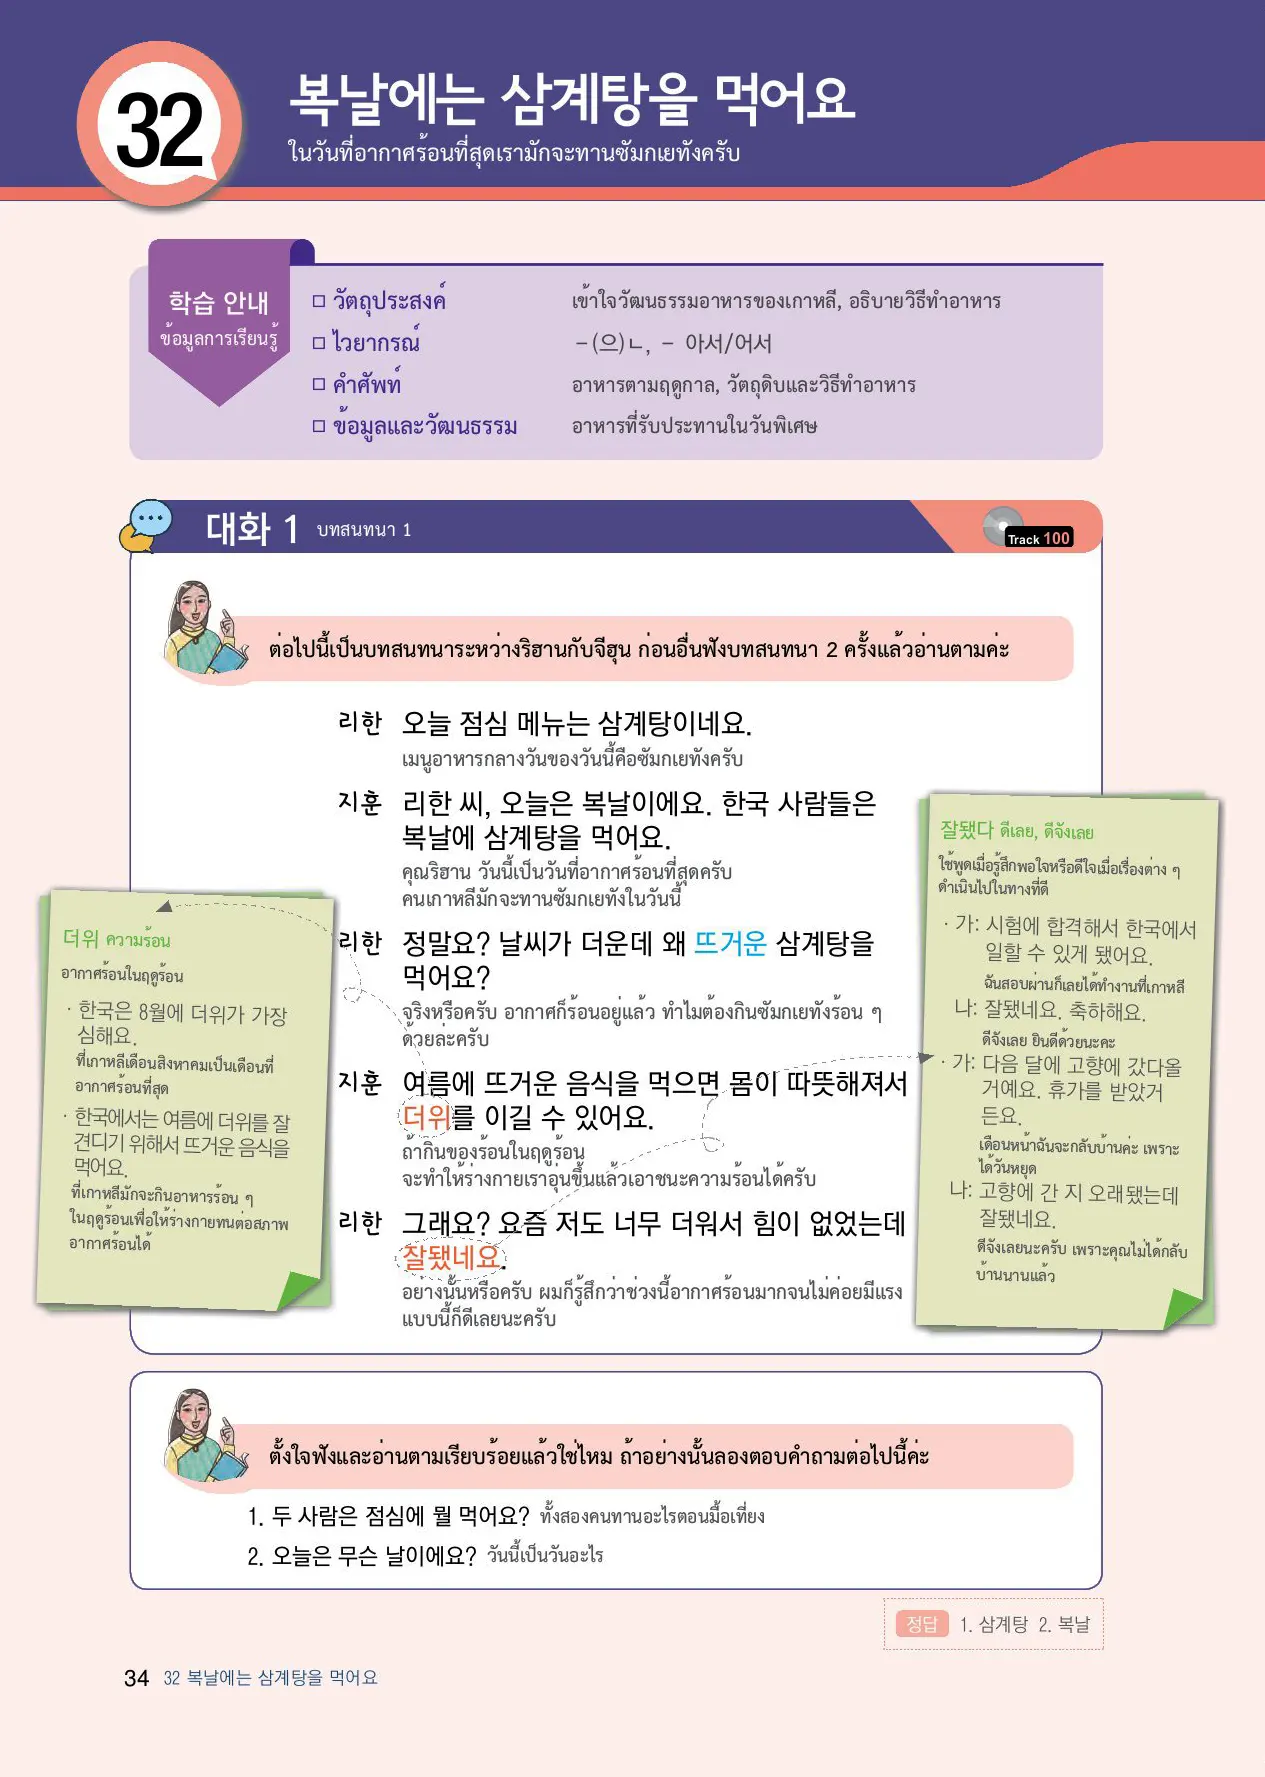 32
복날에는 삼계탕을 먹어요
ในวันที่อากาศร้อนที่สุดเรามักจะทานซัมกเยทังครับ
학습 안내
ข้อมูลการเรียนรู้
□ วัตถุประสงค์ เข้าใจวัฒนธรรมอาหารของเกาหลี, อธิบายวิธีทำอาหาร
□ ไวยากรณ์ –(으)ㄴ, – 아서/어서
□ คำศัพท์ อาหารตามฤดูกาล, วัตถุดิบและวิธีทำอาหาร
□ ข้อมูลและวัฒนธรรม อาหารที่รับประทานในวันพิเศษ
대화 1 บทสนทนา 1
Track 100
ต่อไปนี้เป็นบทสนทนาระหว่างริฮานกับจีฮุน ก่อนอื่นฟังบทสนทนา 2 ครั้งแล้วอ่านตามค่ะ
리한 오늘 점심 메뉴는 삼계탕이네요.
เมนูอาหารกลางวันของวันนี้คือซัมกเยทังครับ
지훈 리한 씨, 오늘은 복날이에요. 한국 사람들은
복날에 삼계탕을 먹어요.
คุณริฮาน วันนี้เป็นวันที่อากาศร้อนที่สุดครับ
คนเกาหลีมักจะทานซัมกเยทังในวันนี้
리한 정말요? 날씨가 더운데 왜 뜨거운 삼계탕을
먹어요?
จริงหรือครับ อากาศก็ร้อนอยู่แล้ว ทำไมต้องกินซัมกเยทังร้อน ๆ
ด้วยล่ะครับ
지훈 여름에 뜨거운 음식을 먹으면 몸이 따뜻해져서
더위를 이길 수 있어요.
ถ้ากินของร้อนในฤดูร้อน
จะทำให้ร่างกายเราอุ่นขึ้นแล้วเอาชนะความร้อนได้ครับ
리한 그래요? 요즘 저도 너무 더워서 힘이 없었는데
잘됐네요.
อย่างนั้นหรือครับ ผมก็รู้สึกว่าช่วงนี้อากาศร้อนมากจนไม่ค่อยมีแรง
แบบนี้ก็ดีเลยนะครับ
더위 ความร้อน
อากาศร้อนในฤดูร้อน
· 한국은 8월에 더위가 가장
심해요.
ที่เกาหลีเดือนสิงหาคมเป็นเดือนที่
อากาศร้อนที่สุด
· 한국에서는 여름에 더위를 잘
견디기 위해서 뜨거운 음식을
먹어요.
ที่เกาหลีมักจะกินอาหารร้อน ๆ
ในฤดูร้อนเพื่อให้ร่างกายทนต่อสภาพ
อากาศร้อนได้
잘됐다 ดีเลย, ดีจังเลย
ใช้พูดเมื่อรู้สึกพอใจหรือดีใจเมื่อเรื่องต่าง ๆ
ดำเนินไปในทางที่ดี
· 가: 시험에 합격해서 한국에서
일할 수 있게 됐어요.
ฉันสอบผ่านก็เลยได้ทำงานที่เกาหลี
나: 잘됐네요. 축하해요.
ดีจังเลย ยินดีด้วยนะคะ
· 가: 다음 달에 고향에 갔다올
거예요. 휴가를 받았거
든요.
เดือนหน้าฉันจะกลับบ้านค่ะ เพราะ
ได้วันหยุด
나: 고향에 간 지 오래됐는데
잘됐네요.
ดีจังเลยนะครับ เพราะคุณไม่ได้กลับ
บ้านนานแล้ว
ตั้งใจฟังและอ่านตามเรียบร้อยแล้วใช่ไหม ถ้าอย่างนั้นลองตอบคำถามต่อไปนี้ค่ะ
1. 두 사람은 점심에 뭘 먹어요? ทั้งสองคนทานอะไรตอนมื้อเที่ยง
2. 오늘은 무슨 날이에요? วันนี้เป็นวันอะไร
정답 1. 삼계탕 2. 복날
34 32 복날에는 삼계탕을 먹어요